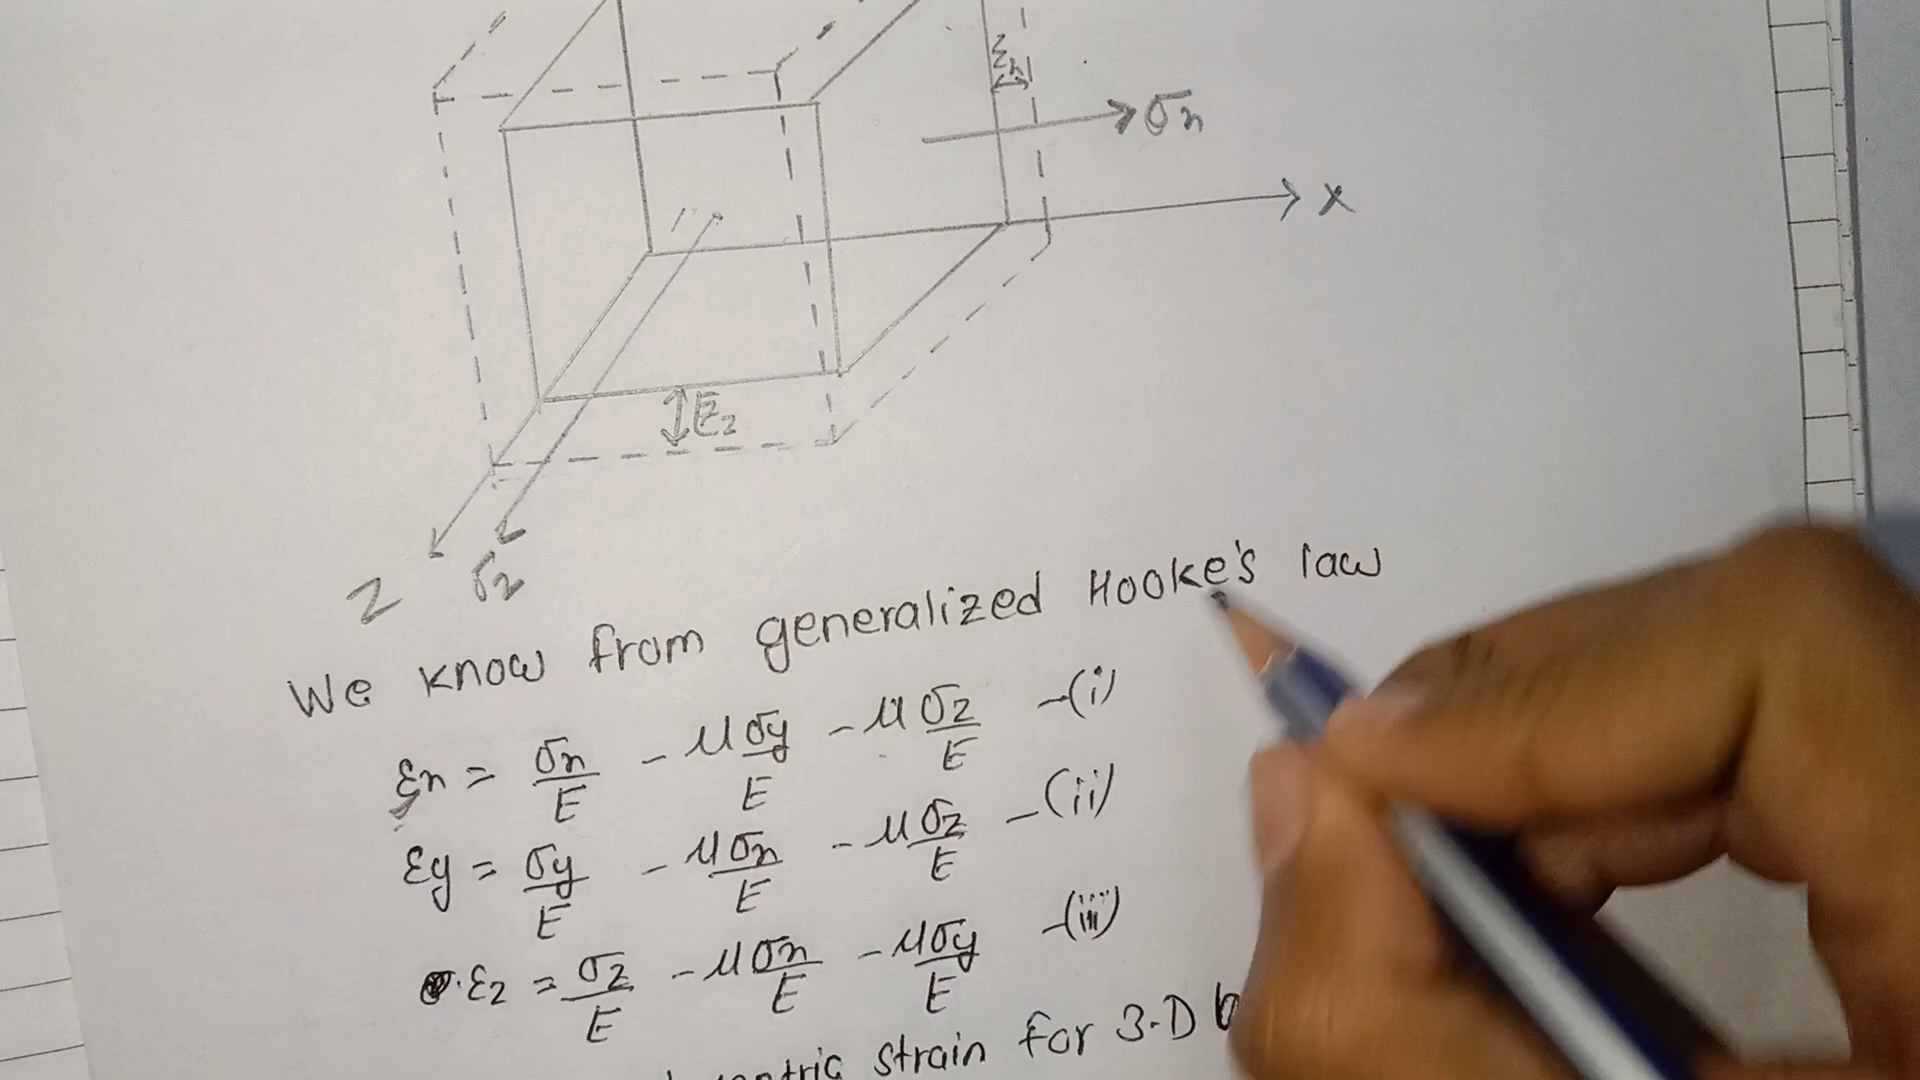 εx
→ σx
→ x
Ez
z σz
We know from generalized Hooke's law
εx = σx/E - μσy/E - μσz/E -(i)
εy = σy/E - μσx/E - μσz/E -(ii)
εz = σz/E - μσx/E - μσy/E -(iii)
strain for 3-D